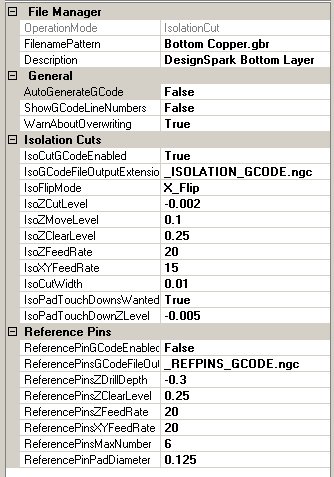 File Manager
OperationMode IsolationCut
FilenamePattern Bottom Copper.gbr
Description DesignSpark Bottom Layer
General
AutoGenerateGCode False
ShowGCodeLineNumbers False
WarnAboutOverwriting True
Isolation Cuts
IsoCutGCodeEnabled True
IsoGCodeFileOutputExtensio _ISOLATION_GCODE.ngc
IsoFlipMode X_Flip
IsoZCutLevel -0.002
IsoZMoveLevel 0.1
IsoZClearLevel 0.25
IsoZFeedRate 20
IsoXYFeedRate 15
IsoCutWidth 0.01
IsoPadTouchDownsWanted True
IsoPadTouchDownZLevel -0.005
Reference Pins
ReferencePinGCodeEnabled False
ReferencePinsGCodeFileOut _REFPINS_GCODE.ngc
ReferencePinsZDrillDepth -0.3
ReferencePinsZClearLevel 0.25
ReferencePinsZFeedRate 20
ReferencePinsXYFeedRate 20
ReferencePinsMaxNumber 6
ReferencePinPadDiameter 0.125